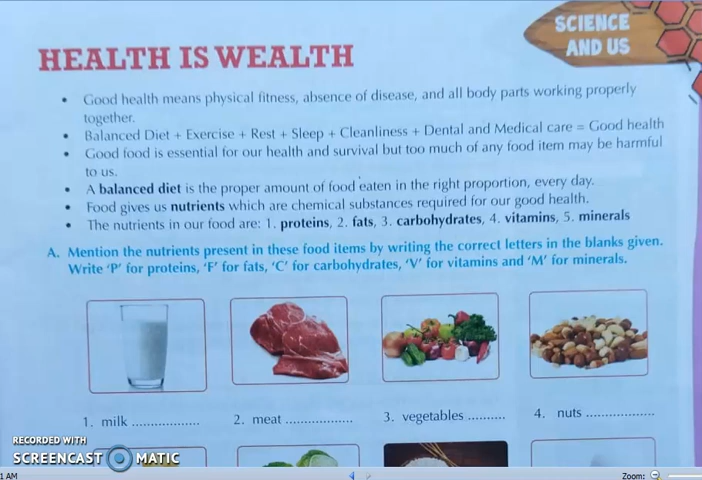 SCIENCE
AND US
HEALTH IS WEALTH
• Good health means physical fitness, absence of disease, and all body parts working properly
together.
• Balanced Diet + Exercise + Rest + Sleep + Cleanliness + Dental and Medical care = Good health
• Good food is essential for our health and survival but too much of any food item may be harmful
to us.
• A balanced diet is the proper amount of food eaten in the right proportion, every day.
• Food gives us nutrients which are chemical substances required for our good health.
• The nutrients in our food are: 1. proteins, 2. fats, 3. carbohydrates, 4. vitamins, 5. minerals
A. Mention the nutrients present in these food items by writing the correct letters in the blanks given.
Write 'P' for proteins, 'F' for fats, 'C' for carbohydrates, 'V' for vitamins and 'M' for minerals.
1. milk ..................
2. meat ..................
3. vegetables ..........
4. nuts ..................
RECORDED WITH
SCREENCAST MATIC
1 AM
Zoom: